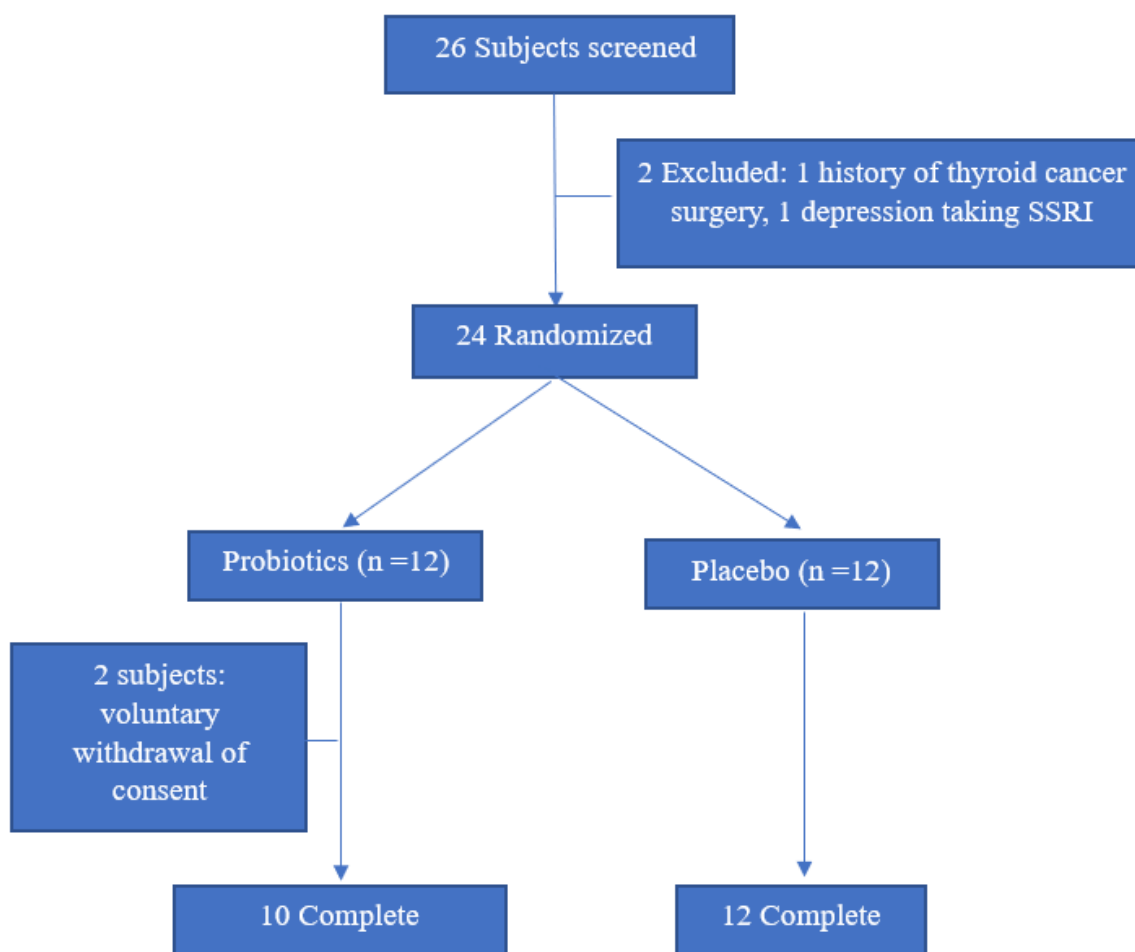 26 Subjects screened
2 Excluded: 1 history of thyroid cancer
surgery, 1 depression taking SSRI
24 Randomized
Probiotics (n =12)
Placebo (n =12)
2 subjects:
voluntary
withdrawal of
consent
10 Complete
12 Complete